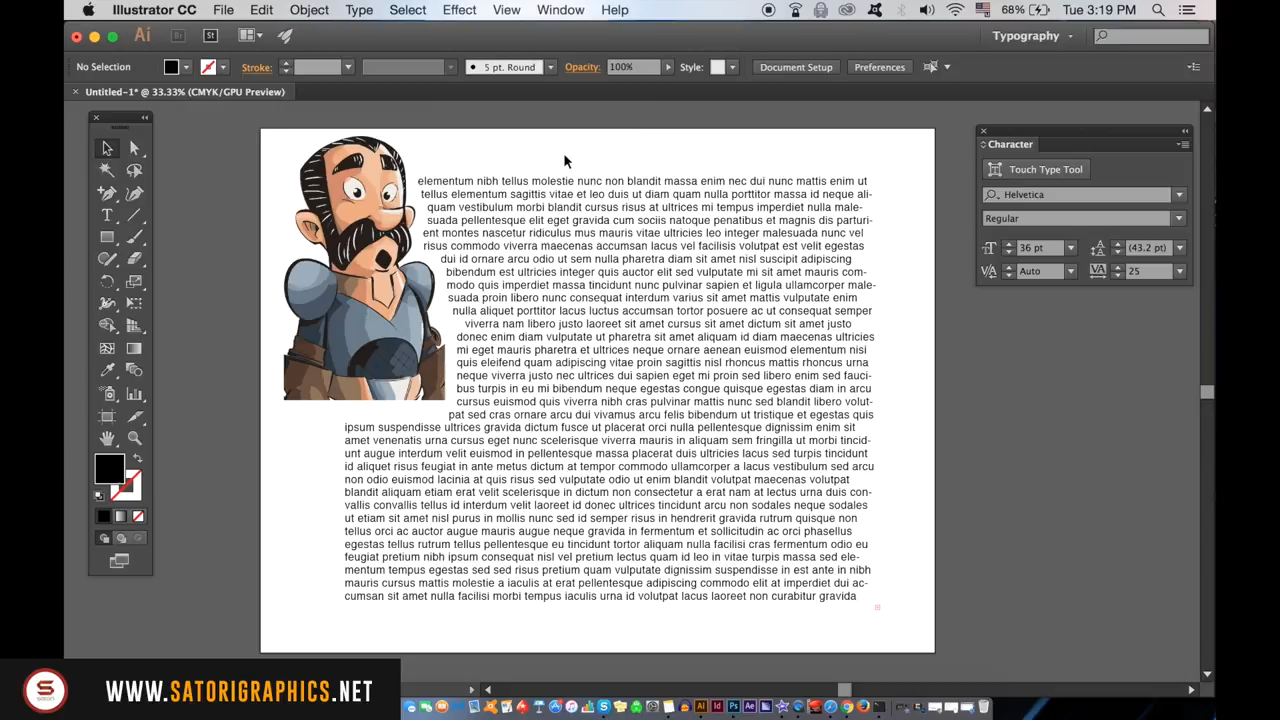 Illustrator CC File Edit Object Type Select Effect View Window Help 68% Tue 3:19 PM
Ai Br St Typography
No Selection Stroke: 5 pt. Round Opacity: 100% Style: Document Setup Preferences
× Untitled-1* @ 33.33% (CMYK/GPU Preview)
Character
Touch Type Tool
Helvetica
Regular
36 pt (43.2 pt)
Auto 25
elementum nibh tellus molestie nunc non blandit massa enim nec dui nunc mattis enim ut
tellus elementum sagittis vitae et leo duis ut diam quam nulla porttitor massa id neque ali-
quam vestibulum morbi blandit cursus risus at ultrices mi tempus imperdiet nulla male-
suada pellentesque elit eget gravida cum sociis natoque penatibus et magnis dis parturi-
ent montes nascetur ridiculus mus mauris vitae ultricies leo integer malesuada nunc vel
risus commodo viverra maecenas accumsan lacus vel facilisis volutpat est velit egestas
dui id ornare arcu odio ut sem nulla pharetra diam sit amet nisl suscipit adipiscing
bibendum est ultricies integer quis auctor elit sed vulputate mi sit amet mauris com-
modo quis imperdiet massa tincidunt nunc pulvinar sapien et ligula ullamcorper male-
suada proin libero nunc consequat interdum varius sit amet mattis vulputate enim
nulla aliquet porttitor lacus luctus accumsan tortor posuere ac ut consequat semper
viverra nam libero justo laoreet sit amet cursus sit amet dictum sit amet justo
donec enim diam vulputate ut pharetra sit amet aliquam id diam maecenas ultricies
mi eget mauris pharetra et ultrices neque ornare aenean euismod elementum nisi
quis eleifend quam adipiscing vitae proin sagittis nisl rhoncus mattis rhoncus urna
neque viverra justo nec ultrices dui sapien eget mi proin sed libero enim sed fauci-
bus turpis in eu mi bibendum neque egestas congue quisque egestas diam in arcu
cursus euismod quis viverra nibh cras pulvinar mattis nunc sed blandit libero volut-
pat sed cras ornare arcu dui vivamus arcu felis bibendum ut tristique et egestas quis
ipsum suspendisse ultrices gravida dictum fusce ut placerat orci nulla pellentesque dignissim enim sit
amet venenatis urna cursus eget nunc scelerisque viverra mauris in aliquam sem fringilla ut morbi tincid-
unt augue interdum velit euismod in pellentesque massa placerat duis ultricies lacus sed turpis tincidunt
id aliquet risus feugiat in ante metus dictum at tempor commodo ullamcorper a lacus vestibulum sed arcu
non odio euismod lacinia at quis risus sed vulputate odio ut enim blandit volutpat maecenas volutpat
blandit aliquam etiam erat velit scelerisque in dictum non consectetur a erat nam at lectus urna duis con-
vallis convallis tellus id interdum velit laoreet id donec ultrices tincidunt arcu non sodales neque sodales
ut etiam sit amet nisl purus in mollis nunc sed id semper risus in hendrerit gravida rutrum quisque non
tellus orci ac auctor augue mauris augue neque gravida in fermentum et sollicitudin ac orci phasellus
egestas tellus rutrum tellus pellentesque eu tincidunt tortor aliquam nulla facilisi cras fermentum odio eu
feugiat pretium nibh ipsum consequat nisl vel pretium lectus quam id leo in vitae turpis massa sed ele-
mentum tempus egestas sed sed risus pretium quam vulputate dignissim suspendisse in est ante in nibh
mauris cursus mattis molestie a iaculis at erat pellentesque adipiscing commodo elit at imperdiet dui ac-
cumsan sit amet nulla facilisi morbi tempus iaculis urna id volutpat lacus laoreet non curabitur gravida
WWW.SATORIGRAPHICS.NET